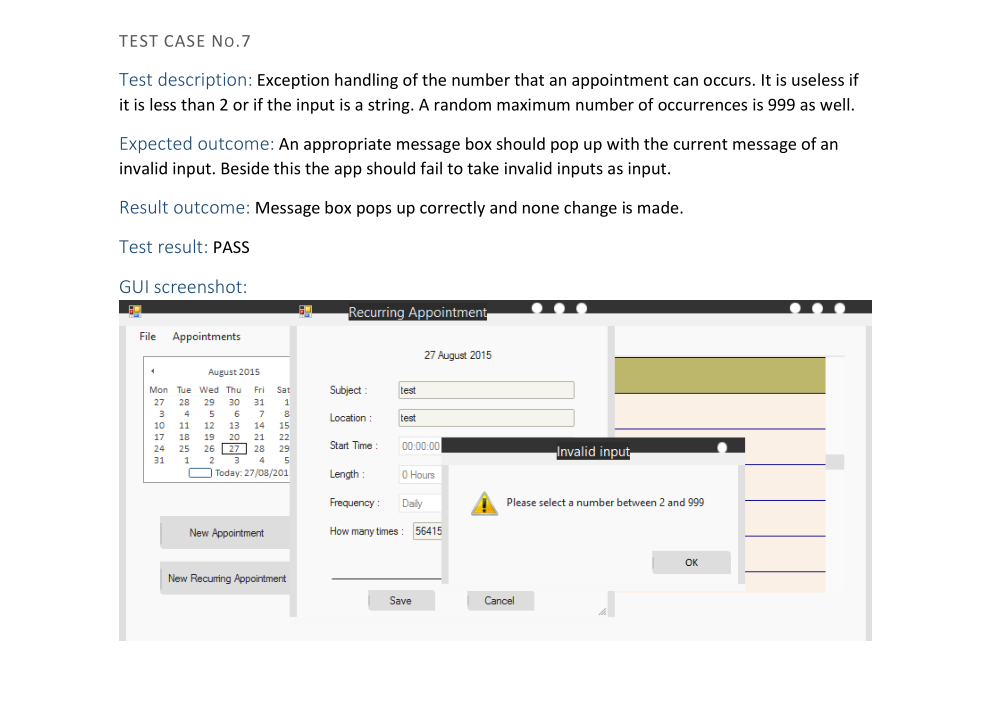 TEST CASE NO.7
Test description: Exception handling of the number that an appointment can occurs. It is useless if
it is less than 2 or if the input is a string. A random maximum number of occurrences is 999 as well.
Expected outcome: An appropriate message box should pop up with the current message of an
invalid input. Beside this the app should fail to take invalid inputs as input.
Result outcome: Message box pops up correctly and none change is made.
Test result: PASS
GUI screenshot:
Recurring Appointment
File Appointments
27 August 2015
August 2015
Mon Tue Wed Thu Fri Sat
27 28 29 30 31 1
3 4 5 6 7 8
10 11 12 13 14 15
17 18 19 20 21 22
24 25 26 27 28 29
31 1 2 3 4 5
Today: 27/08/201
New Appointment
New Recurring Appointment
Subject : test
Location : test
Start Time : 00:00:00
Length : 0 Hours
Frequency : Daily
How many times : 56415
Save Cancel
Invalid input
Please select a number between 2 and 999
OK